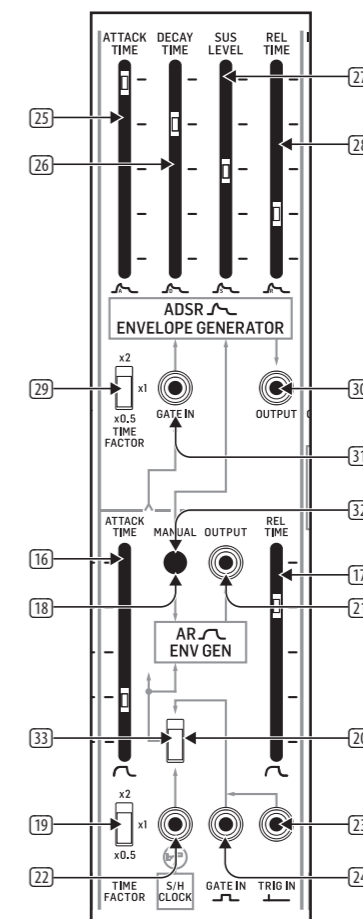 ATTACK TIME
DECAY TIME
SUS LEVEL
REL TIME
27
25
26
28
A
D
S
R
ADSR
ENVELOPE GENERATOR
x2
29
x1
30
x0.5
TIME FACTOR
GATE IN
OUTPUT
31
32
ATTACK TIME
MANUAL
OUTPUT
REL TIME
16
17
18
21
AR
ENV GEN
33
20
x2
19
x1
23
x0.5
22
24
TIME FACTOR
S/H CLOCK
GATE IN
TRIG IN